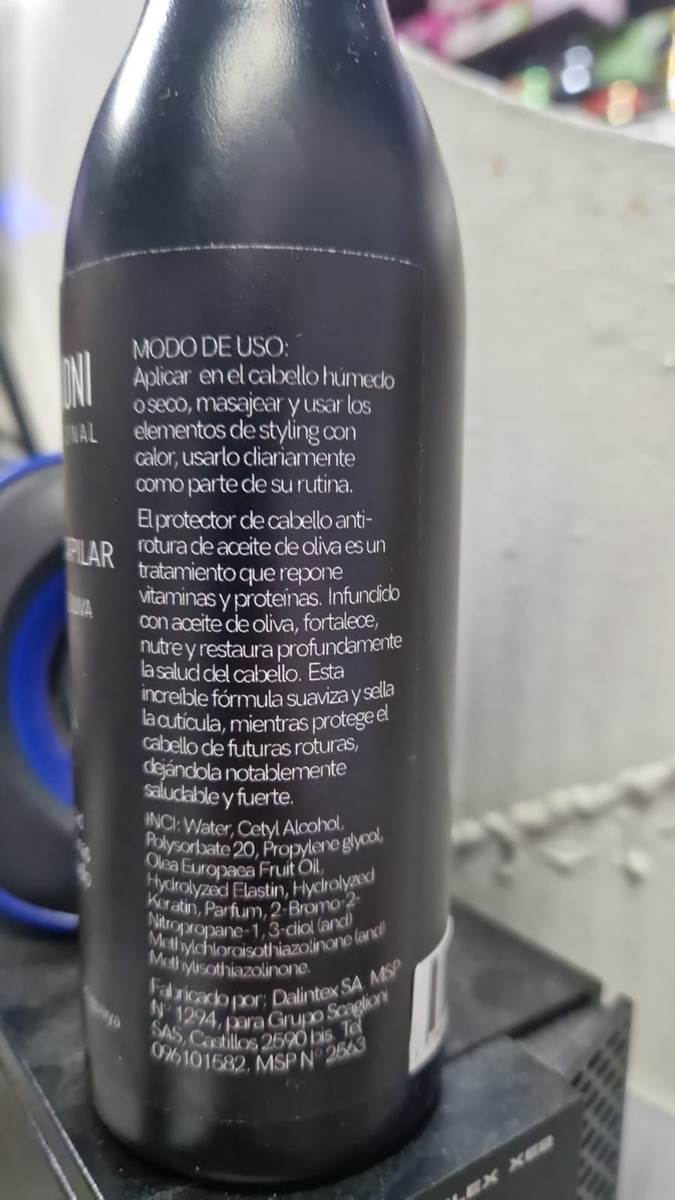 ONI
ONAL
APILAR
OLIVA
MODO DE USO:
Aplicar en el cabello húmedo
o seco, masajear y usar los
elementos de styling con
calor, usarlo diariamente
como parte de su rutina.
El protector de cabello anti-
rotura de aceite de oliva es un
tratamiento que repone
vitaminas y proteínas. Infundido
con aceite de oliva, fortalece,
nutre y restaura profundamente
la salud del cabello. Esta
increíble fórmula suaviza y sella
la cutícula, mientras protege el
cabello de futuras roturas,
dejándola notablemente
saludable y fuerte.
INCI: Water, Cetyl Alcohol,
Polysorbate 20, Propylene glycol,
Olea Europaea Fruit Oil,
Hydrolyzed Elastin, Hydrolyzed
Keratin, Parfum, 2-Bromo-2-
Nitropropane-1, 3-diol (and)
Methylchloroisothiazolinone (and)
Methylisothiazolinone.
Fabricado por: Dalintex SA, MSP
N° 1294, para Grupo Scaglioni
SAS, Castillos 2590 bis. Tel
096101582, MSP N° 2563
LEX XE2